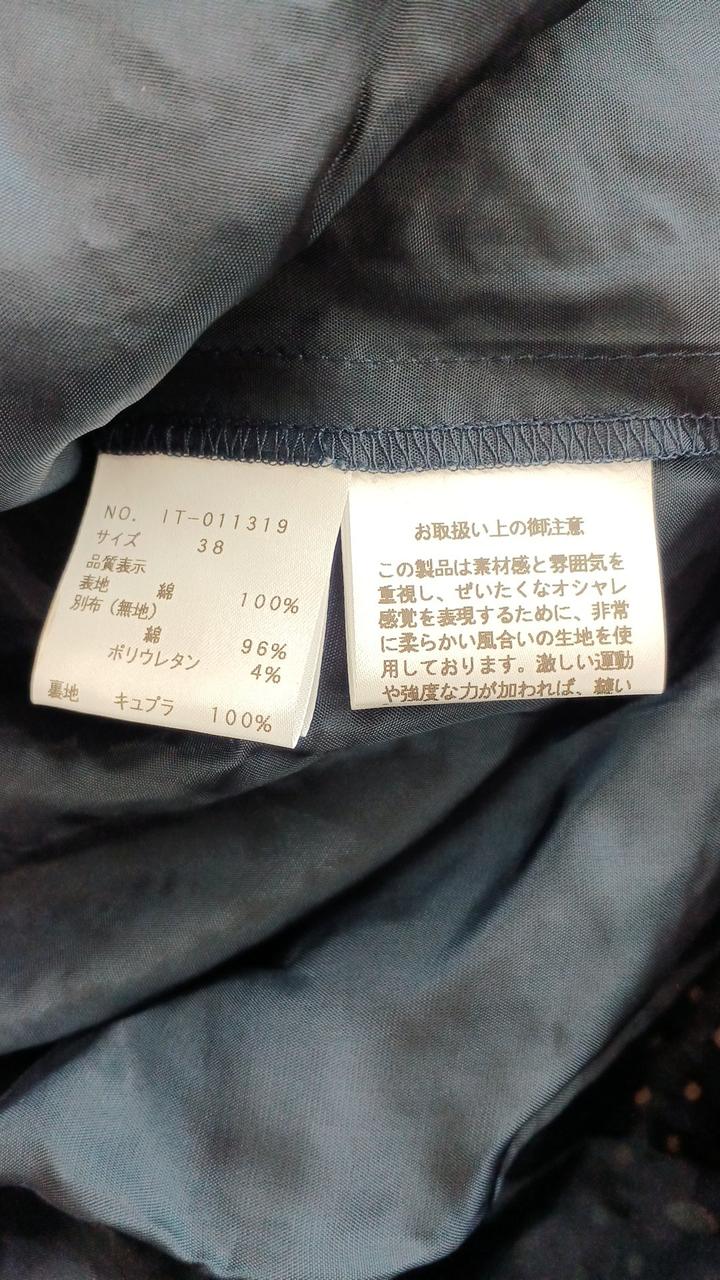 NO. IT-011319
サイズ 38
品質表示
表地 綿 100%
別布(無地)
綿 96%
ポリウレタン 4%
裏地 キュプラ 100%
お取扱い上の御注意
この製品は素材感と雰囲気を
重視し、ぜいたくなオシャレ
感覚を表現するために、非常
に柔らかい風合いの生地を使
用しております。激しい運動
や強度な力が加われば、縫い